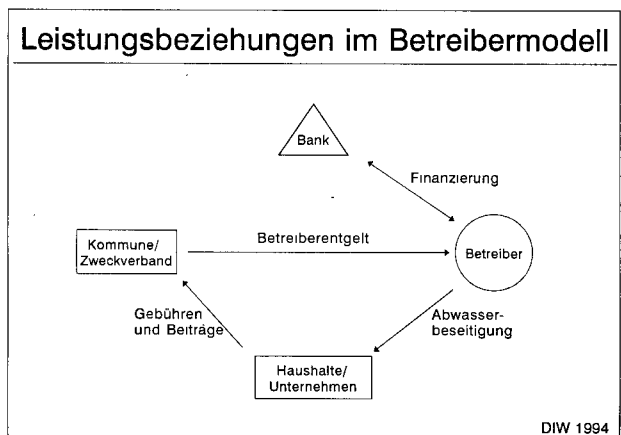 Leistungsbeziehungen im Betreibermodell
Bank
Finanzierung
Betreiberentgelt
Kommune/
Zweckverband
Betreiber
Gebühren
und Beiträge
Abwasser-
beseitigung
Haushalte/
Unternehmen
DIW 1994